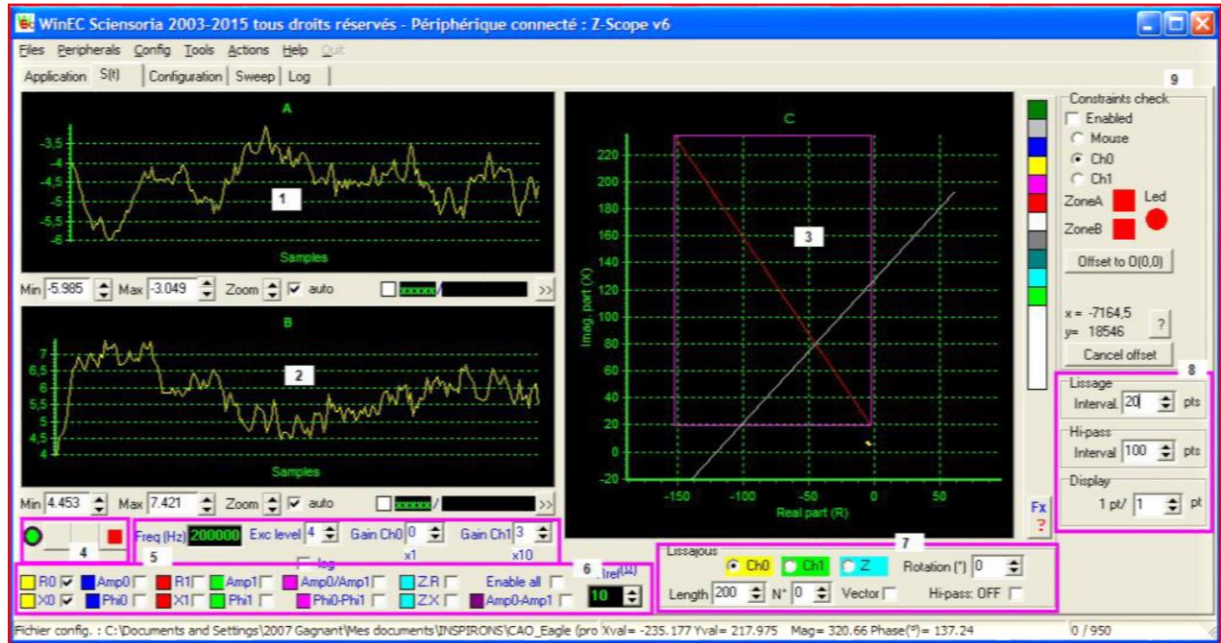 WinEC Sciensoria 2003-2015 tous droits réservés - Périphérique connecté : Z-Scope v6
Files Peripherals Config Tools Actions Help Quit
Application S(t) Configuration Sweep Log
9
A
-3,5
-4
-4,5
-5
-5,5
-6
1
Samples
Min -5.985 Max -3.049 Zoom auto xxxxx/ >>
B
7
6,5
6
5,5
5
4,5
4
2
Samples
Min 4.453 Max 7.421 Zoom auto xxxxx/ >>
C
220
200
180
160
140
120
100
80
60
40
20
0
-20
3
Imag. part (X)
-150 -100 -50 0 50
Real part (R)
Fx
?
Constraints check
Enabled
Mouse
Ch0
Ch1
ZoneA Led
ZoneB
Offset to O(0,0)
x = -7164,5
y= 18546 ?
Cancel offset
8
Lissage
Interval. 20 pts
Hi-pass
Interval 100 pts
Display
1 pt/ 1 pt
4
5 Freq (Hz) 200000 Exc level 4 Gain Ch0 0 Gain Ch1 3
log x1 x10
6
R0 Amp0 R1 Amp1 Amp0/Amp1 Z.R Enable all
X0 Phi0 X1 Phi1 Phi0-Phi1 Z.X Amp0-Amp1 10
(Ω)
7
Lissajous
Ch0 Ch1 Z Rotation (°) 0
Length 200 N° 0 Vector Hi-pass: OFF
Fichier config. : C:\Documents and Settings\2007 Gagnant\Mes documents\INSPIRONS\CAO_Eagle (pro Xval= -235.177 Yval= 217.975 Mag= 320.66 Phase(°)= 137.24 0 / 950